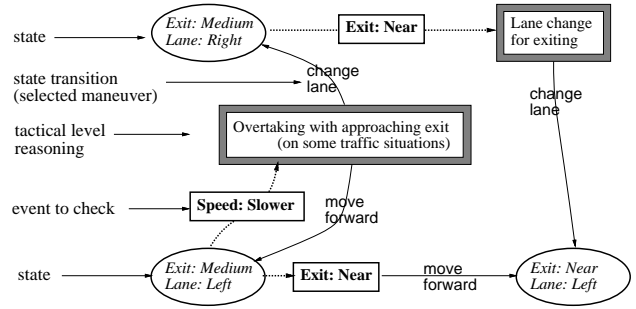 state
Exit: Medium
Lane: Right
Exit: Near
Lane change
for exiting
state transition
(selected maneuver)
change
lane
change
lane
tactical level
reasoning
Overtaking with approaching exit
(on some traffic situations)
event to check
Speed: Slower
move
forward
state
Exit: Medium
Lane: Left
Exit: Near
move
forward
Exit: Near
Lane: Left